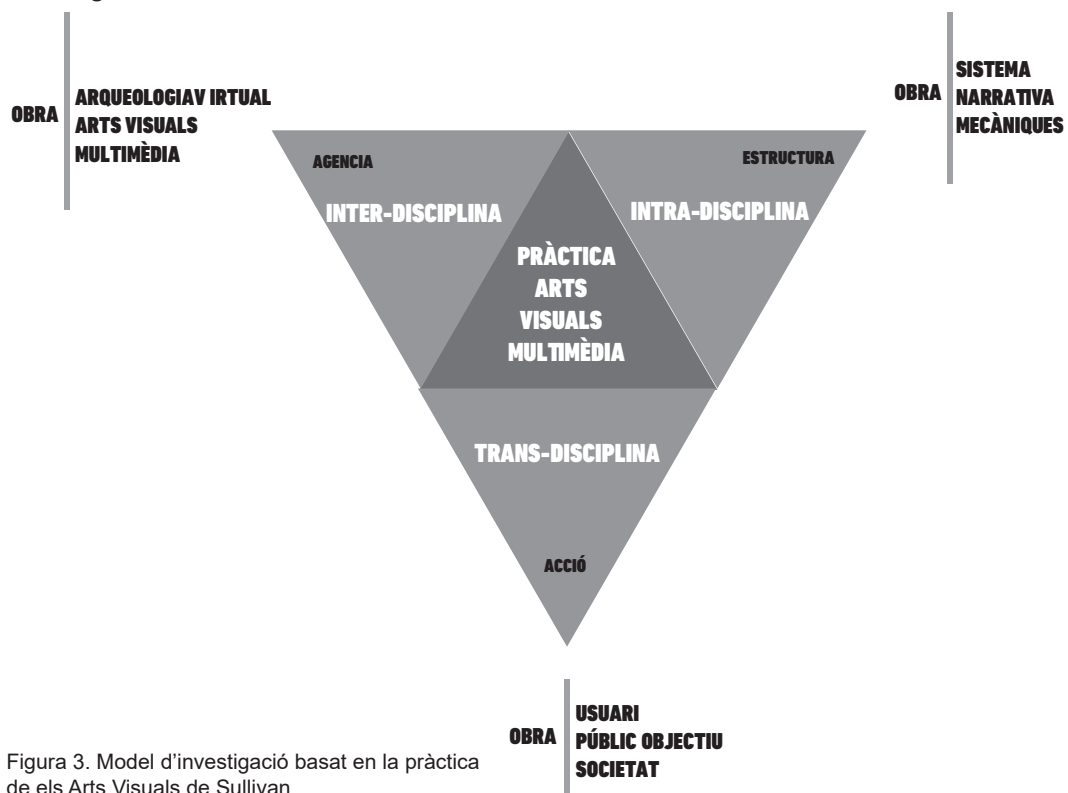 OBRA
ARQUEOLOGIAV IRTUAL
ARTS VISUALS
MULTIMÈDIA
OBRA
SISTEMA
NARRATIVA
MECÀNIQUES
AGENCIA
INTER-DISCIPLINA
ESTRUCTURA
INTRA-DISCIPLINA
PRÀCTICA
ARTS
VISUALS
MULTIMÈDIA
TRANS-DISCIPLINA
ACCIÓ
OBRA
USUARI
PÚBLIC OBJECTIU
SOCIETAT
Figura 3. Model d’investigació basat en la pràctica
de els Arts Visuals de Sullivan